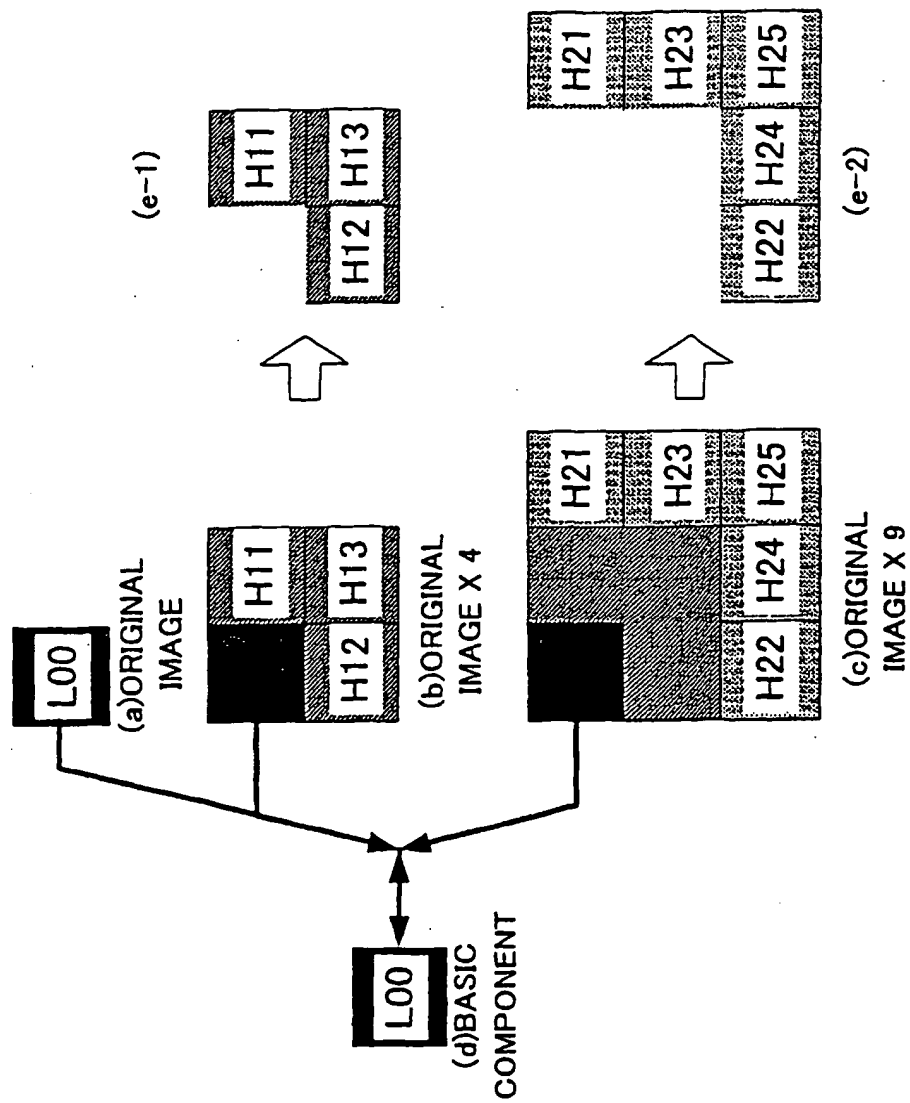 L00
(a)ORIGINAL
IMAGE
H11
H12
H13
(b)ORIGINAL
IMAGE X 4
H21
H23
H22
H24
H25
(c)ORIGINAL
IMAGE X 9
L00
(d)BASIC
COMPONENT
(e-1)
H11
H12
H13
H21
H23
H22
H24
H25
(e-2)